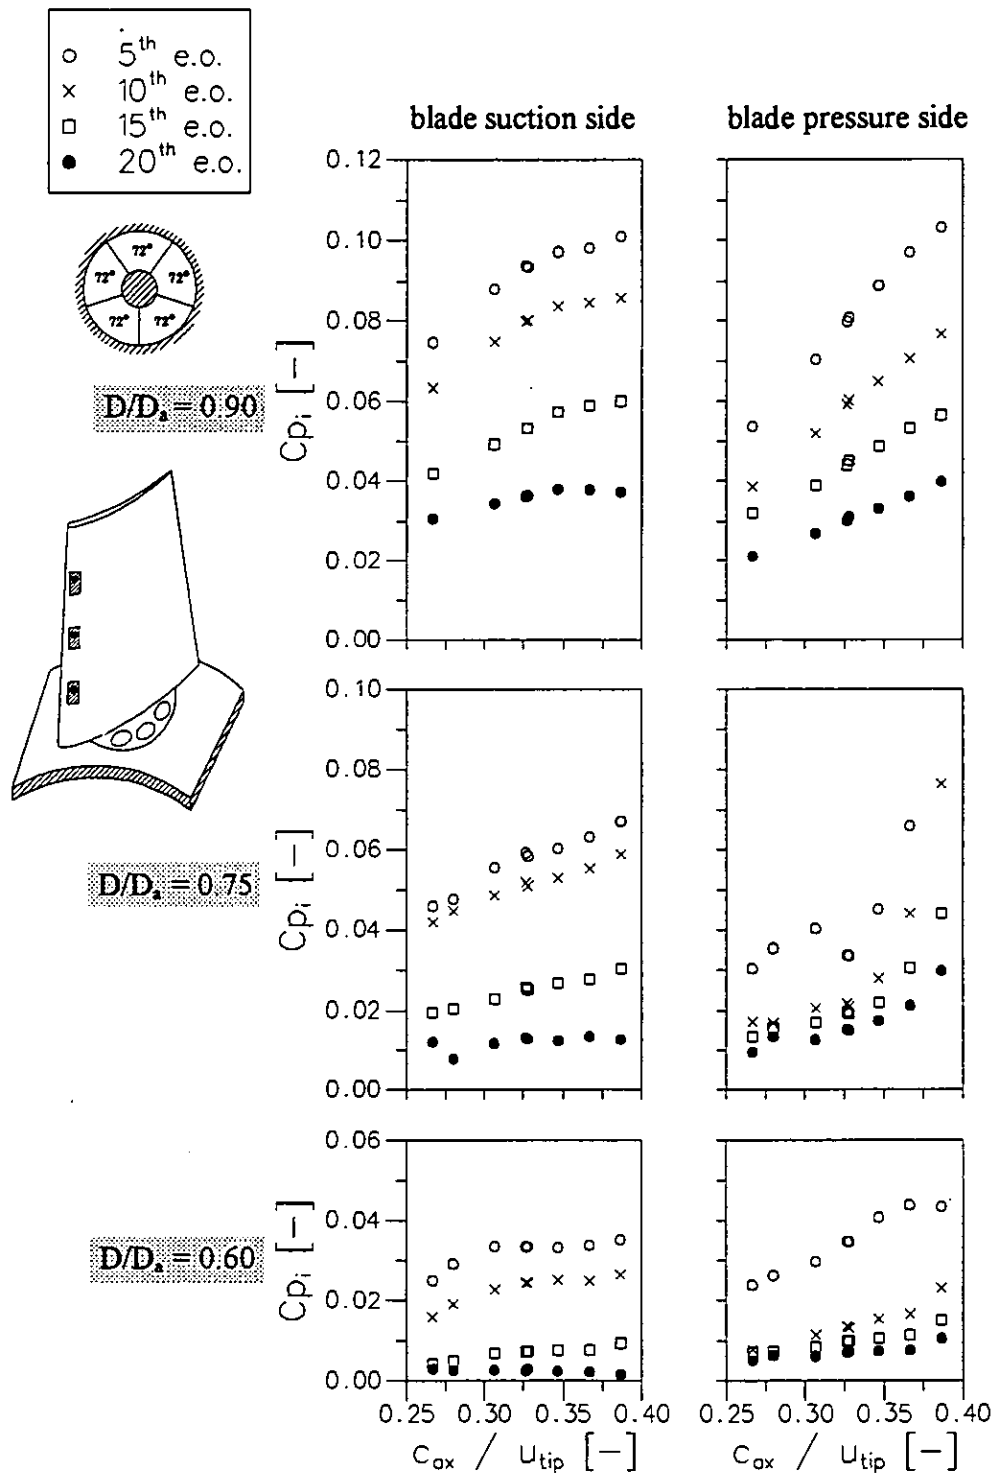 5th e.o.
10th e.o.
15th e.o.
20th e.o.
72°
72° 72°
72° 72°
blade suction side
blade pressure side
D/Da = 0.90
Cpi [–]
0.12
0.10
0.08
0.06
0.04
0.02
0.00
D/Da = 0.75
Cpi [–]
0.10
0.08
0.06
0.04
0.02
0.00
D/Da = 0.60
Cpi [–]
0.06
0.04
0.02
0.00
0.25 0.30 0.35 0.40
0.25 0.30 0.35 0.40
cax / utip [–]
cax / utip [–]